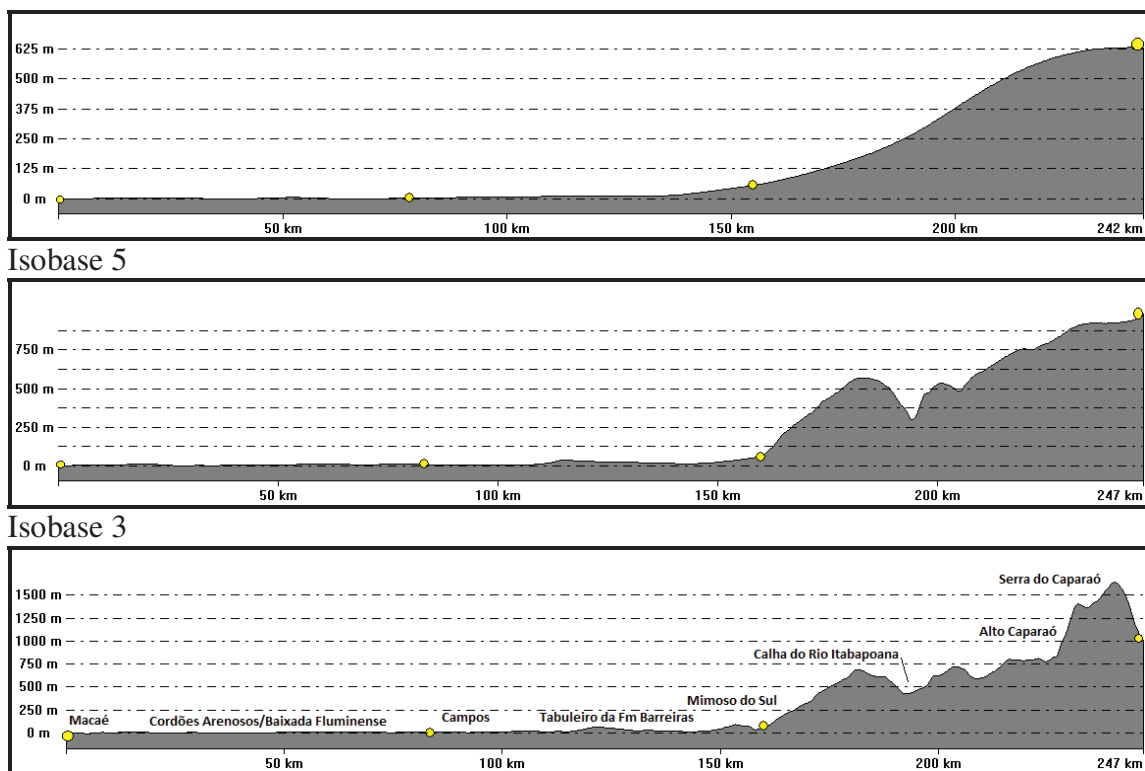 625 m
500 m
375 m
250 m
125 m
0 m
50 km 100 km 150 km 200 km 242 km
Isobase 5
750 m
500 m
250 m
0 m
50 km 100 km 150 km 200 km 247 km
Isobase 3
Serra do Caparaó
1500 m
1250 m
Alto Caparaó
1000 m
Calha do Rio Itabapoana
750 m
500 m
Mimoso do Sul
250 m
Macaé Cordões Arenosos/Baixada Fluminense Campos Tabuleiro da Fm Barreiras
0 m
50 km 100 km 150 km 200 km 247 km